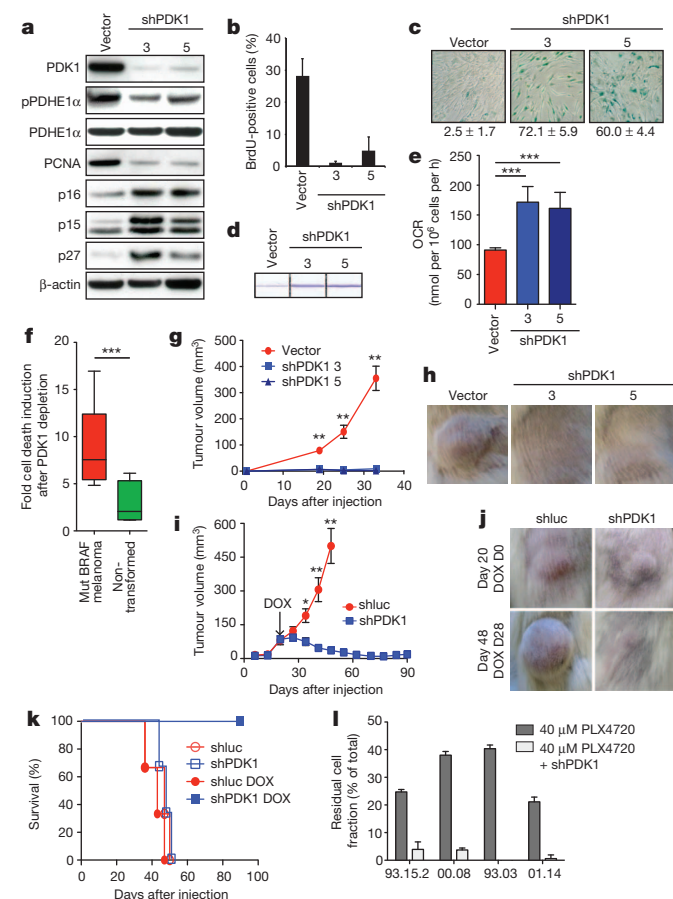 a
Vector
shPDK1
3 5
PDK1
pPDHE1α
PDHE1α
PCNA
p16
p15
p27
β-actin
b
BrdU-positive cells (%)
40
30
20
10
0
Vector
3
5
shPDK1
c
shPDK1
Vector 3 5
2.5 ± 1.7 72.1 ± 5.9 60.0 ± 4.4
d
Vector
shPDK1
3 5
e
OCR
(nmol per 10⁶ cells per h)
250
200
150
100
50
0
***
***
Vector
3 5
shPDK1
f
Fold cell death induction
after PDK1 depletion
20
15
10
5
0
***
Mut BRAF
melanoma
Non-
transformed
g
Tumour volume (mm³)
500
400
300
200
100
0
Vector
shPDK1 3
shPDK1 5
**
**
**
0 10 20 30 40
Days after injection
h
shPDK1
Vector 3 5
i
Tumour volume (mm³)
600
450
300
150
0
DOX
*
**
**
shluc
shPDK1
0 15 30 45 60 75 90
Days after injection
j
shluc shPDK1
Day 20
DOX D0
Day 48
DOX D28
k
Survival (%)
100
80
60
40
20
0
shluc
shPDK1
shluc DOX
shPDK1 DOX
0 20 40 60 80 100
Days after injection
l
Residual cell
fraction (% of total)
50
40
30
20
10
0
40 μM PLX4720
40 μM PLX4720
+ shPDK1
93.15.2 00.08 93.03 01.14